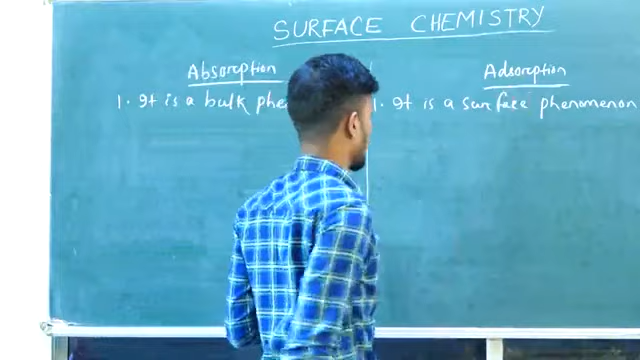 SURFACE CHEMISTRY
Absorption
1. It is a bulk phe
Adsorption
1. It is a surface phenomenon